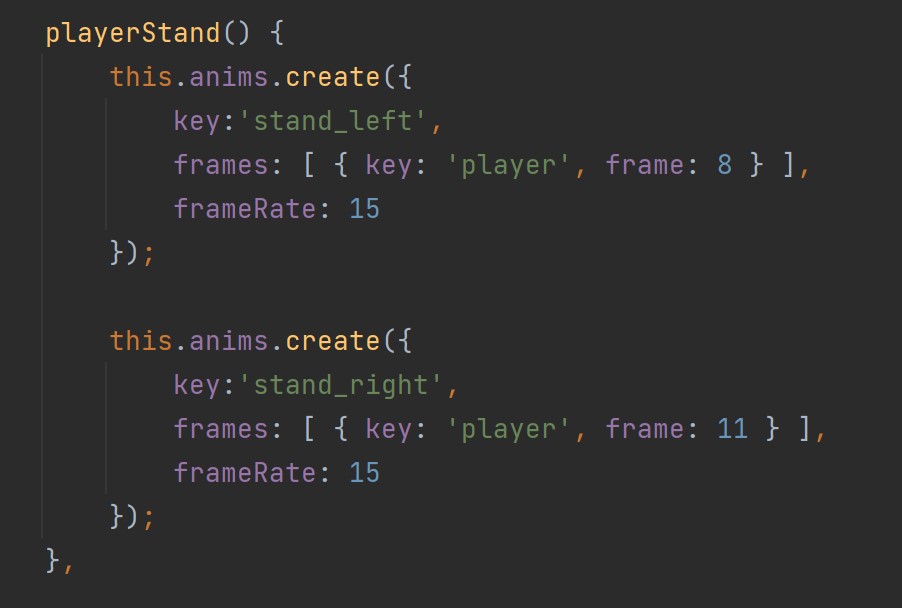 playerStand() {
    this.anims.create({
        key:'stand_left',
        frames: [ { key: 'player', frame: 8 } ],
        frameRate: 15
    });

    this.anims.create({
        key:'stand_right',
        frames: [ { key: 'player', frame: 11 } ],
        frameRate: 15
    });
},